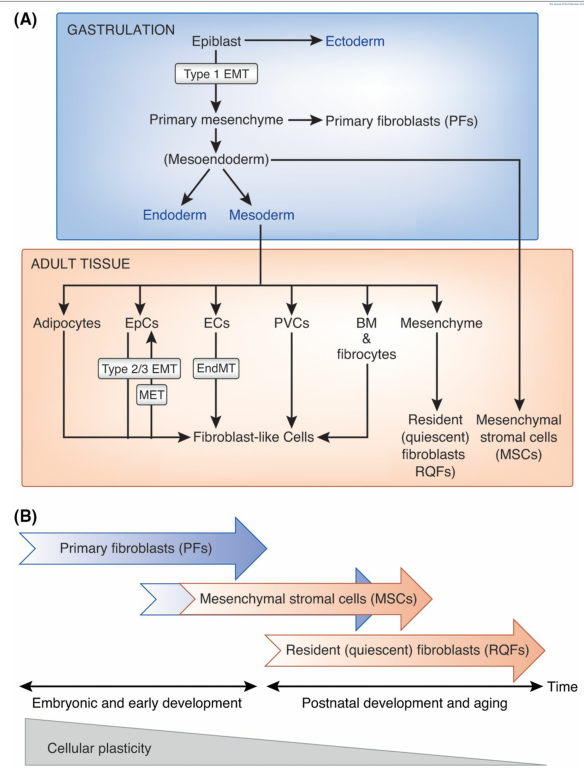 (A)
GASTRULATION
Epiblast
Ectoderm
Type 1 EMT
Primary mesenchyme
Primary fibroblasts (PFs)
(Mesoendoderm)
Endoderm
Mesoderm
ADULT TISSUE
Adipocytes
EpCs
ECs
PVCs
BM
&
fibrocytes
Mesenchyme
Type 2/3 EMT
EndMT
MET
Fibroblast-like Cells
Resident
(quiescent)
fibroblasts
RQFs)
Mesenchymal
stromal cells
(MSCs)
(B)
Primary fibroblasts (PFs)
Mesenchymal stromal cells (MSCs)
Resident (quiescent) fibroblasts (RQFs)
Time
Embryonic and early development
Postnatal development and aging
Cellular plasticity